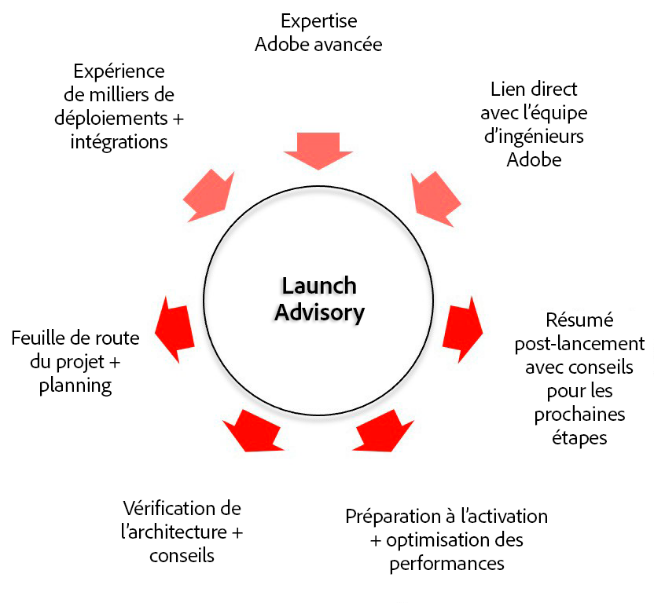 Expertise
Adobe avancée
Expérience
de milliers de
déploiements +
intégrations
Lien direct
avec l'équipe
d'ingénieurs
Adobe
Launch
Advisory
Feuille de route
du projet +
planning
Résumé
post-lancement
avec conseils
pour les
prochaines
étapes
Vérification de
l'architecture +
conseils
Préparation à l'activation
+ optimisation des
performances